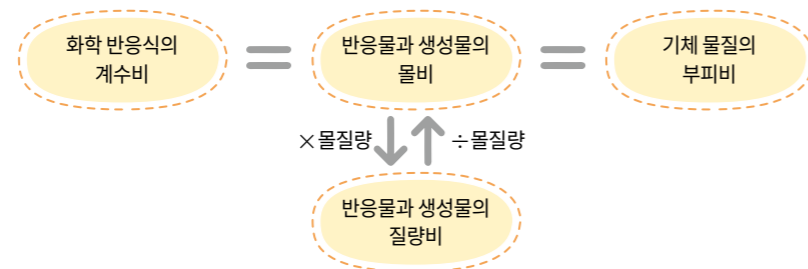 화학 반응식의
계수비
=
반응물과 생성물의
몰비
=
기체 물질의
부피비
×몰질량
÷몰질량
반응물과 생성물의
질량비